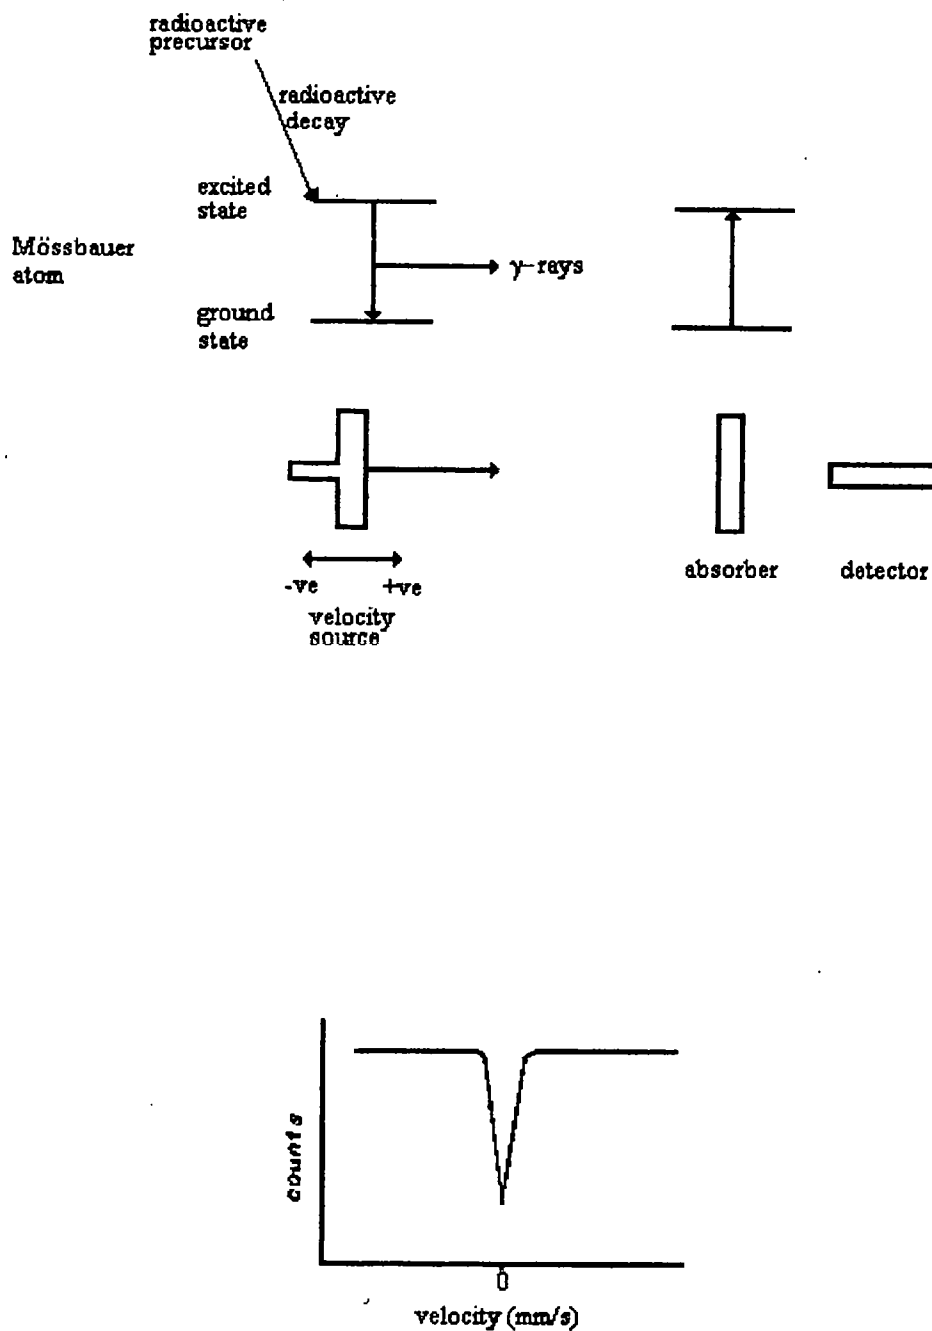 radioactive
precursor
radioactive
decay
excited
state
Mössbauer
atom
γ-rays
ground
state
-ve
+ve
velocity
source
absorber
detector
counts
0
velocity (mm/s)